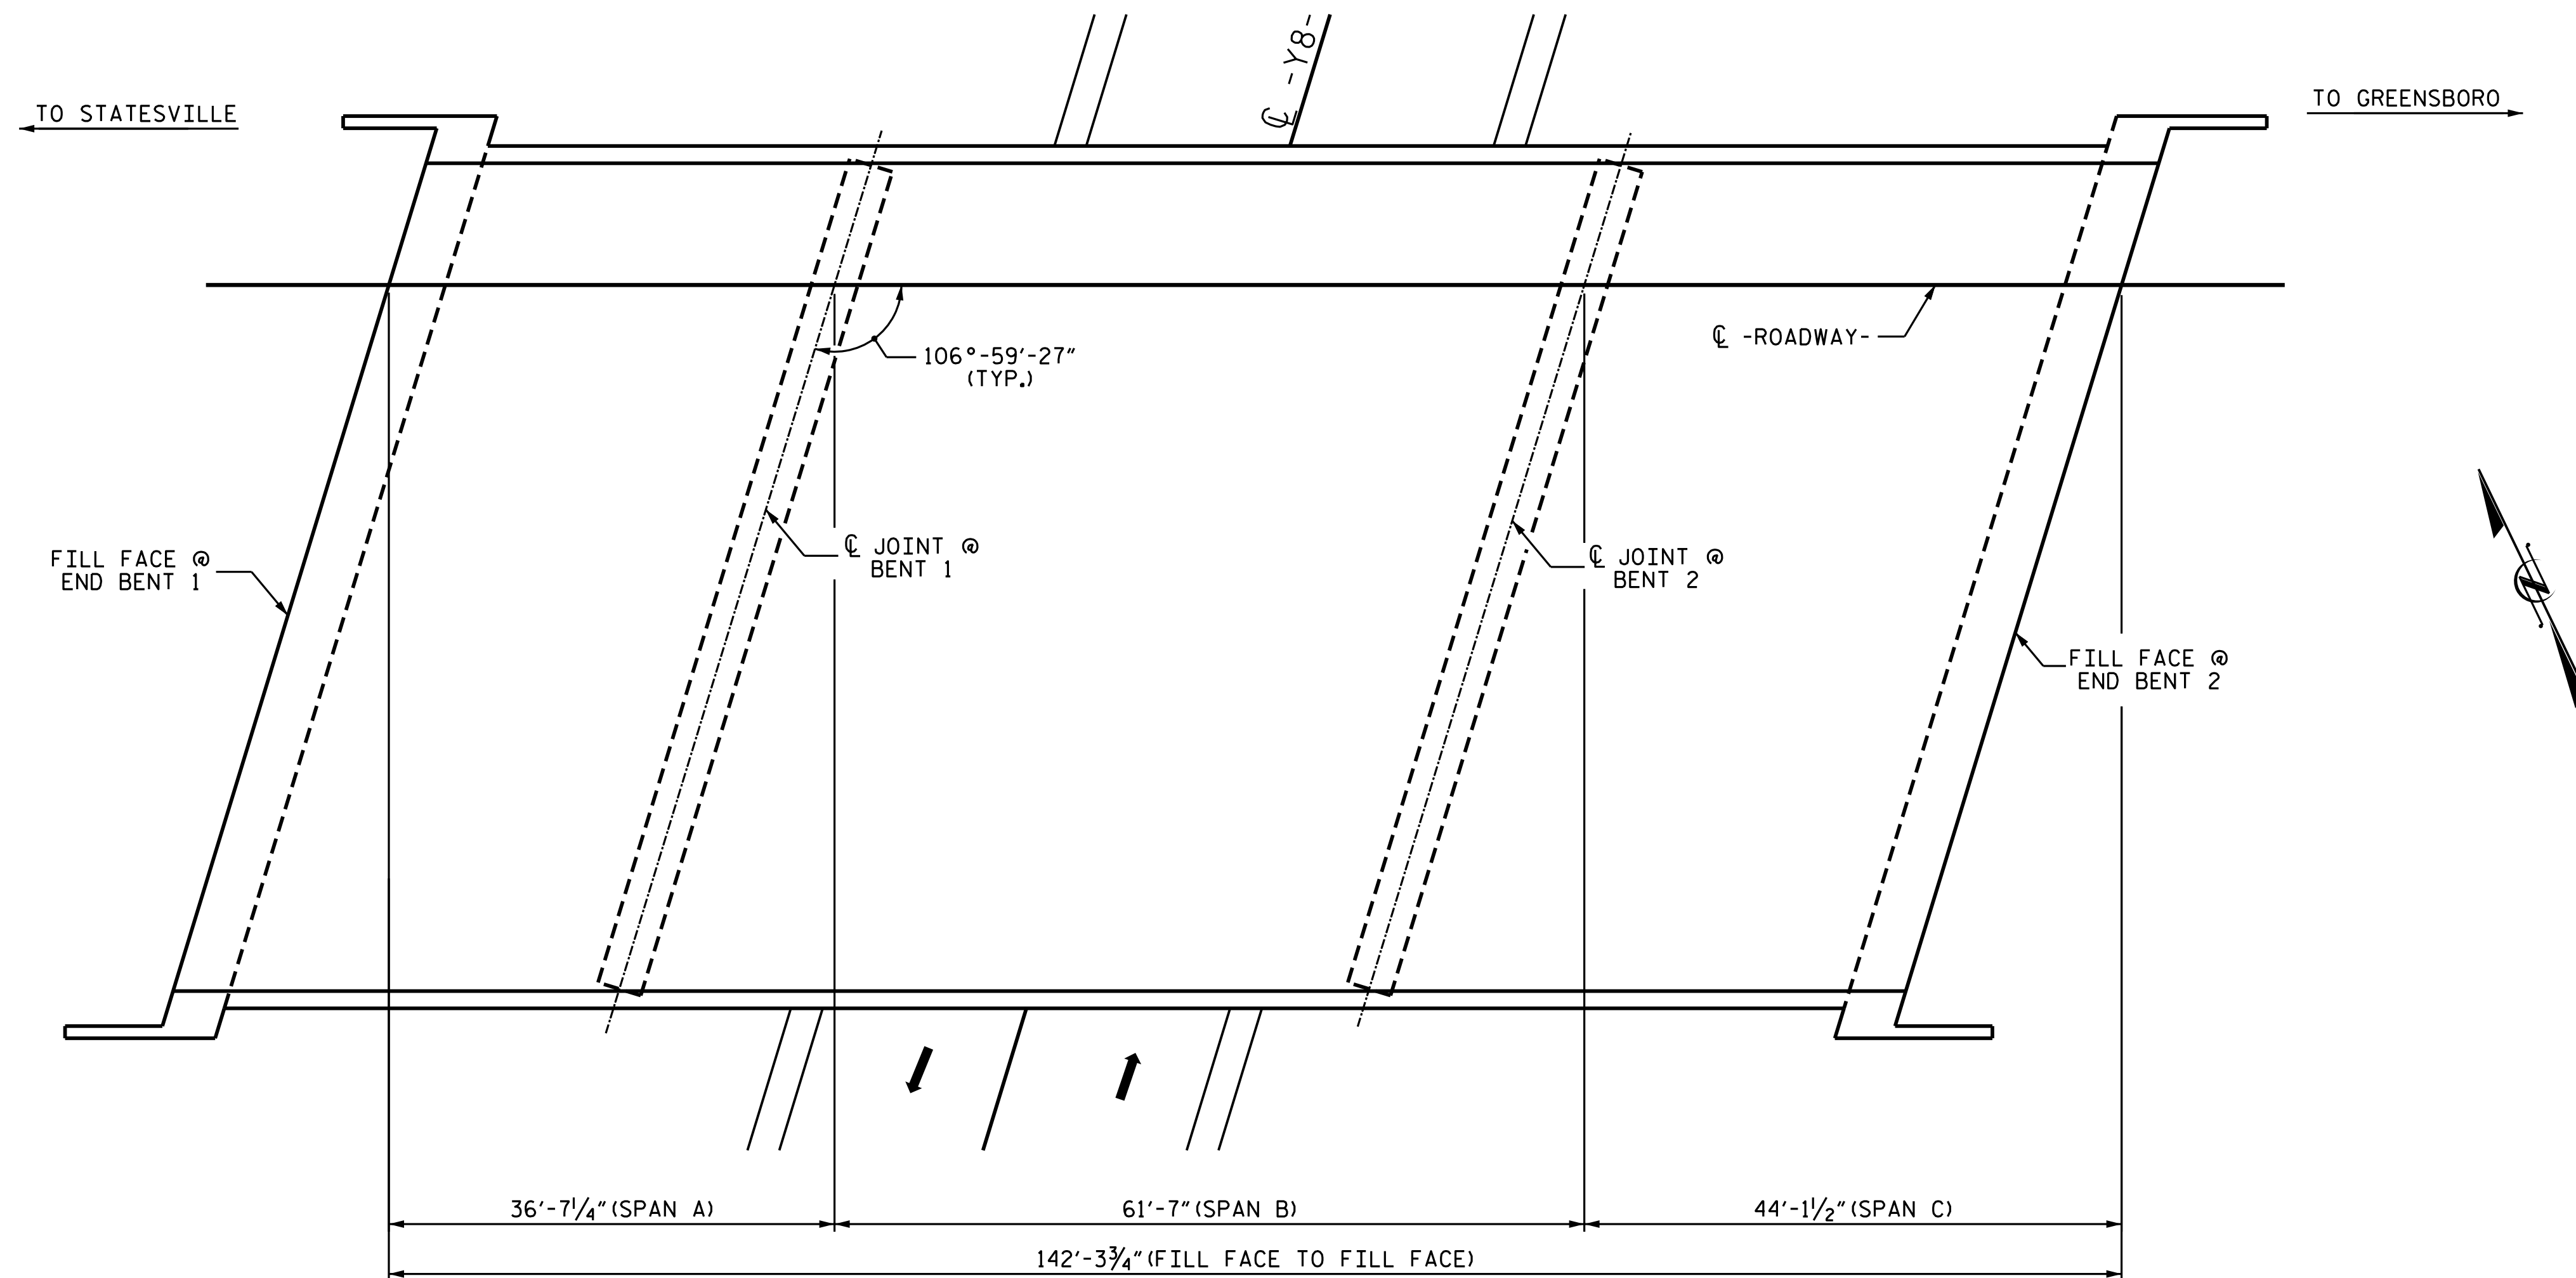 ℄ -Y8-
TO STATESVILLE
TO GREENSBORO
℄ -ROADWAY-
106°-59′-27″
(TYP.)
℄ JOINT @
BENT 1
℄ JOINT @
BENT 2
FILL FACE @
END BENT 1
N
FILL FACE @
END BENT 2
36′-7¼″ (SPAN A)
61′-7″ (SPAN B)
44′-1½″ (SPAN C)
142′-3¾″ (FILL FACE TO FILL FACE)